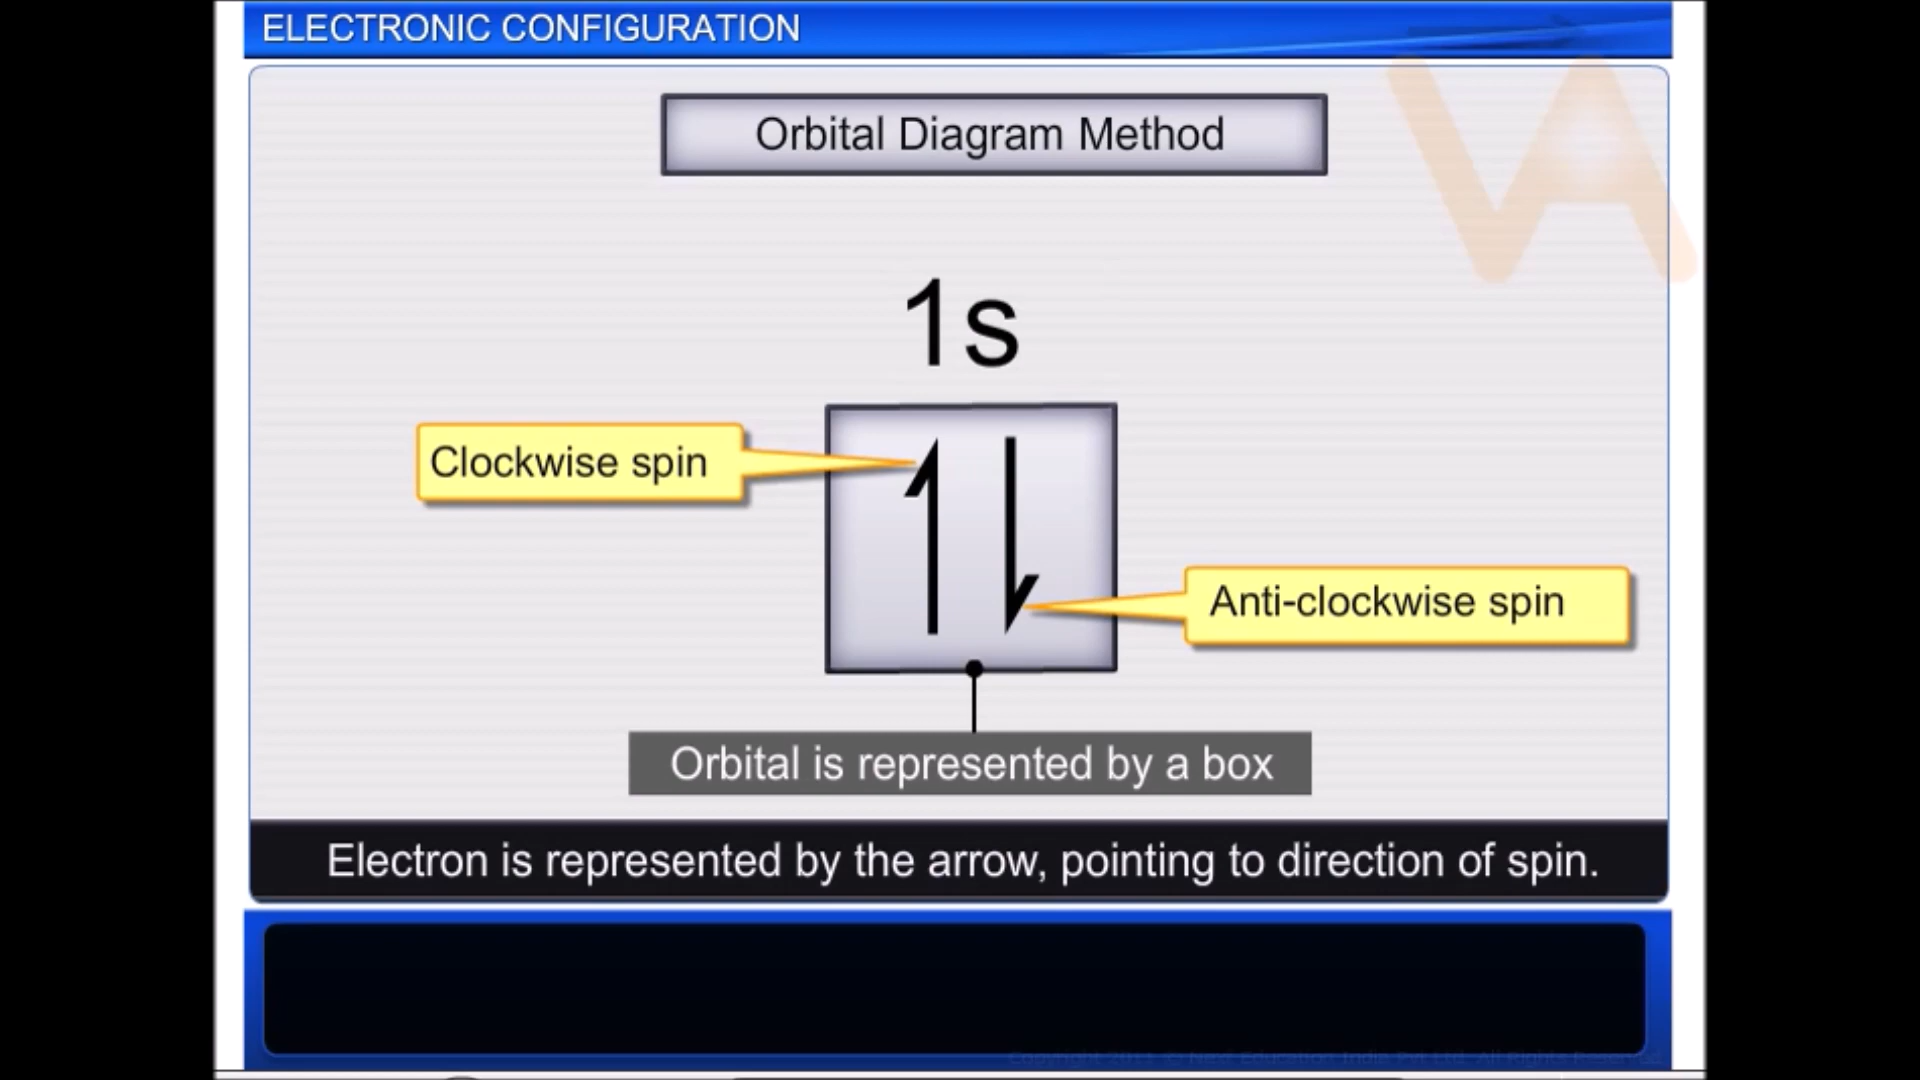 ELECTRONIC CONFIGURATION
Orbital Diagram Method
1s
Clockwise spin
Anti-clockwise spin
Orbital is represented by a box
Electron is represented by the arrow, pointing to direction of spin.